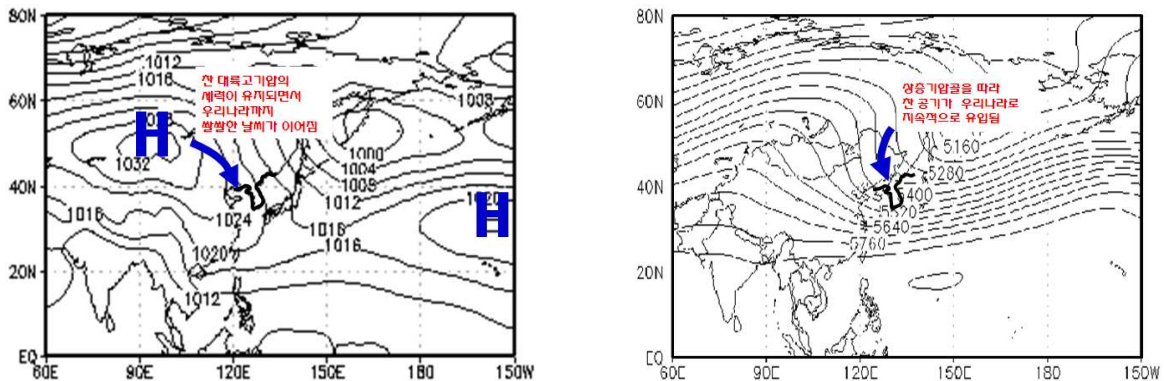 80N
60N
40N
20N
EQ
60E
90E
120E
150E
180
150W
1012
1016
찬 대륙고기압의
세력이 유지되면서
우리나라까지
쌀쌀한 날씨가 이어짐
H
1032
1000
1004
1008
1012
1016
1024
1016
1016
1020
1012
1020
H
80N
60N
40N
20N
EQ
60E
90E
120E
150E
180
150W
상층기압골을 따라
찬 공기가 우리나라로
지속적으로 유입됨
5160
5280
5400
5520
5640
5760